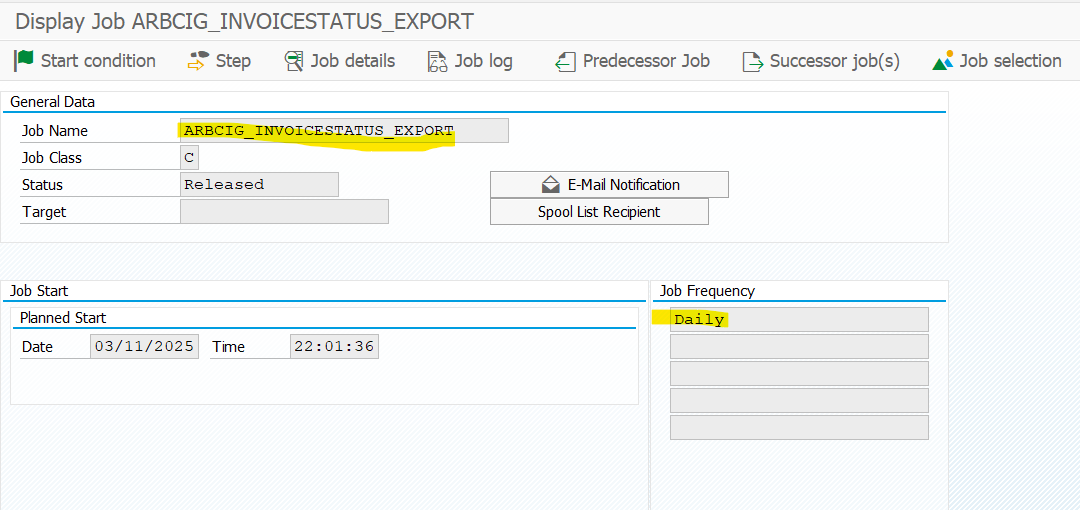 Display Job ARBCIG_INVOICESTATUS_EXPORT
Start condition Step Job details Job log Predecessor Job Successor job(s) Job selection
General Data
Job Name ARBCIG_INVOICESTATUS_EXPORT
Job Class C
Status Released E-Mail Notification
Target Spool List Recipient
Job Start Job Frequency
Planned Start Daily
Date 03/11/2025 Time 22:01:36